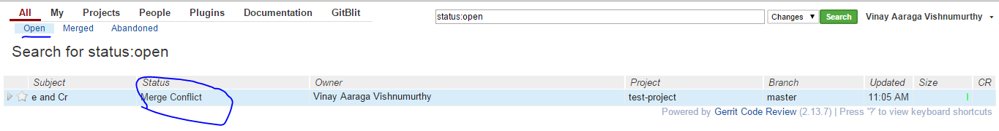 All My Projects People Plugins Documentation GitBlit
status:open Changes Search Vinay Aaraga Vishnumurthy
Open Merged Abandoned
Search for status:open
Subject Status Owner Project Branch Updated Size CR
e and Cr Merge Conflict Vinay Aaraga Vishnumurthy test-project master 11:05 AM
Powered by Gerrit Code Review (2.13.7) | Press '?' to view keyboard shortcuts